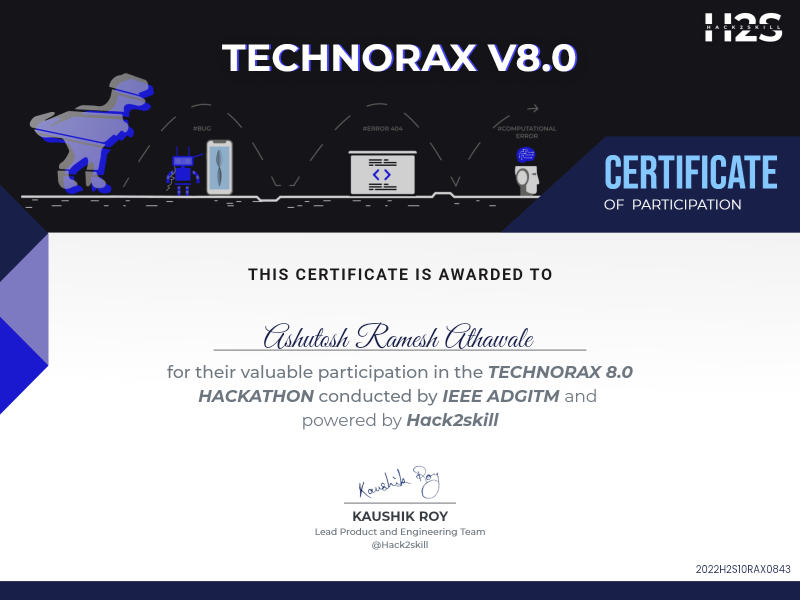 H2S
HACK2SKILL
TECHNORAX V8.0
#BUG
#ERROR 404
#COMPUTATIONAL
ERROR
CERTIFICATE
OF PARTICIPATION
THIS CERTIFICATE IS AWARDED TO
Ashutosh Ramesh Athawale
for their valuable participation in the TECHNORAX 8.0
HACKATHON conducted by IEEE ADGITM and
powered by Hack2skill
Kaushik Roy
KAUSHIK ROY
Lead Product and Engineering Team
@Hack2skill
2022H2S10RAX0843